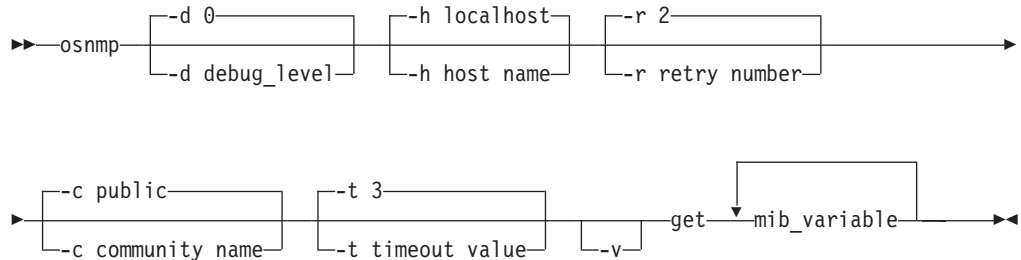 -d 0 -h localhost -r 2
osnmp
-d debug_level -h host name -r retry number
-c public -t 3
get mib_variable
-c community name -t timeout value -v